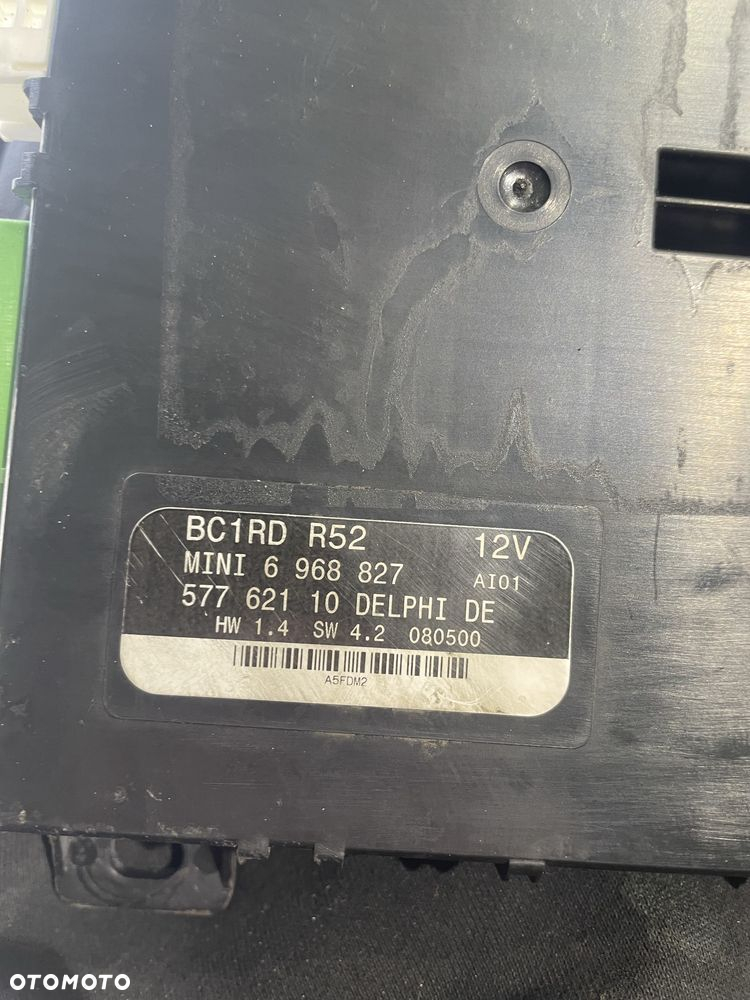 BC1RD R52 12V
MINI 6 968 827 AI01
577 621 10 DELPHI DE
HW 1.4 SW 4.2 080500
A5FDM2
OTOMOTO